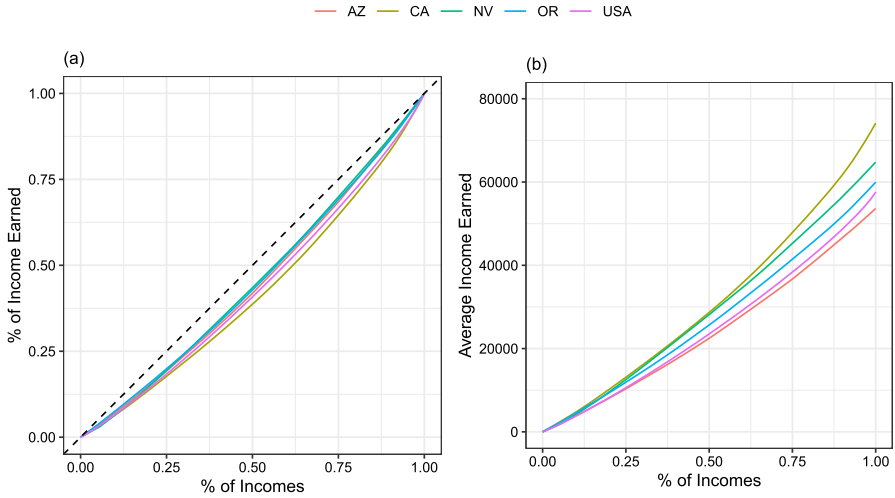 AZ CA NV OR USA
(a)
1.00
0.75
0.50
0.25
0.00
% of Income Earned
0.00 0.25 0.50 0.75 1.00
% of Incomes
(b)
80000
60000
40000
20000
0
Average Income Earned
0.00 0.25 0.50 0.75 1.00
% of Incomes